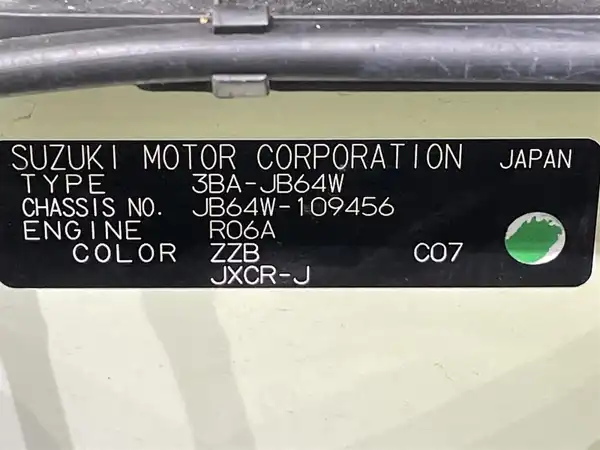 SUZUKI MOTOR CORPORATION JAPAN
TYPE 3BA-JB64W
CHASSIS NO. JB64W-109456
ENGINE R06A
COLOR ZZB C07
JXCR-J